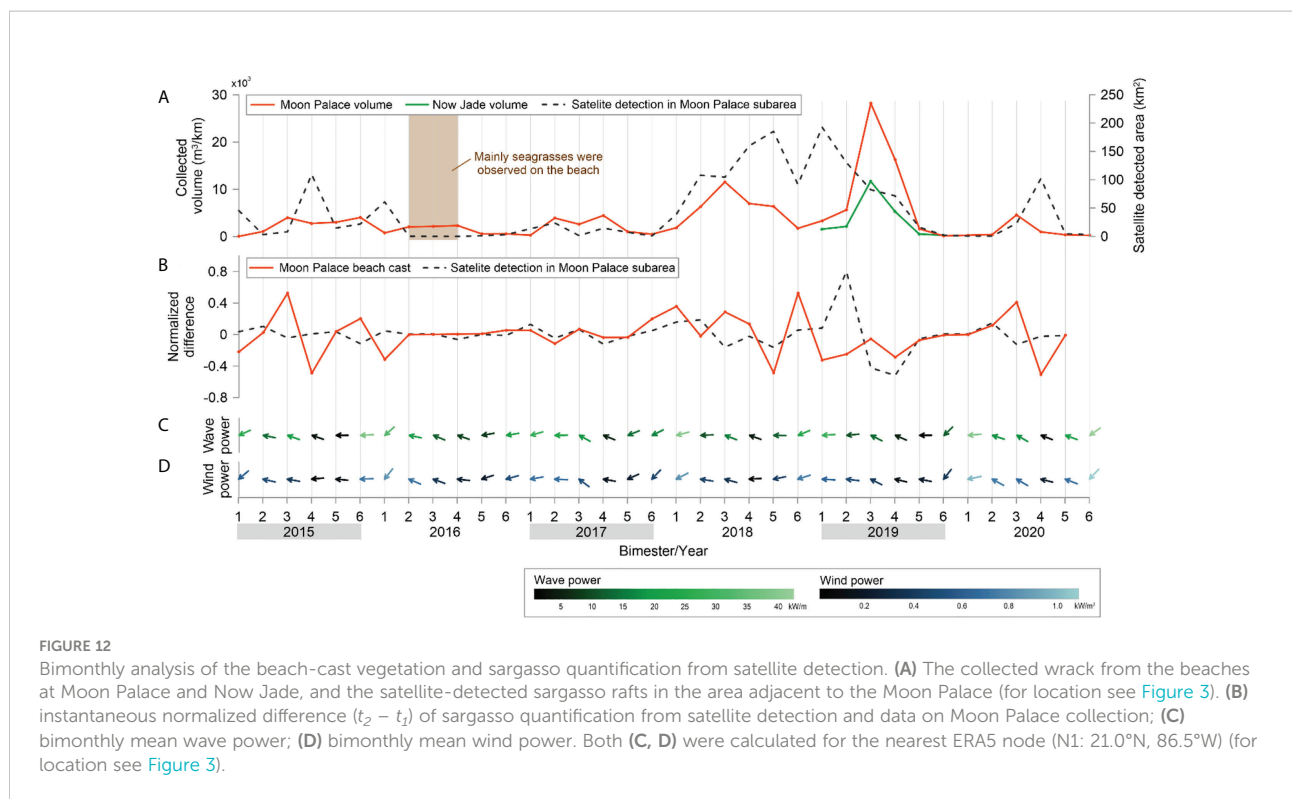 A
x10³
30
20
10
0
Collected
volume (m³/km)
Moon Palace volume
Now Jade volume
Satelite detection in Moon Palace subarea
Mainly seagrasses were
observed on the beach
250
200
150
100
50
0
Satellite detected area (km²)
B
Moon Palace beach cast
Satelite detection in Moon Palace subarea
0.8
0.4
0
-0.4
-0.8
Normalized
difference
C
Wave
power
D
Wind
power
1 2 3 4 5 6 1 2 3 4 5 6 1 2 3 4 5 6 1 2 3 4 5 6 1 2 3 4 5 6 1 2 3 4 5 6
2015 2016 2017 2018 2019 2020
Bimester/Year
Wave power
5 10 15 20 25 30 35 40 kW/m
Wind power
0.2 0.4 0.6 0.8 1.0 kW/m²
FIGURE 12
Bimonthly analysis of the beach-cast vegetation and sargasso quantification from satellite detection. (A) The collected wrack from the beaches
at Moon Palace and Now Jade, and the satellite-detected sargasso rafts in the area adjacent to the Moon Palace (for location see Figure 3). (B)
instantaneous normalized difference (t₂ – t₁) of sargasso quantification from satellite detection and data on Moon Palace collection; (C)
bimonthly mean wave power; (D) bimonthly mean wind power. Both (C, D) were calculated for the nearest ERA5 node (N1: 21.0°N, 86.5°W) (for
location see Figure 3).